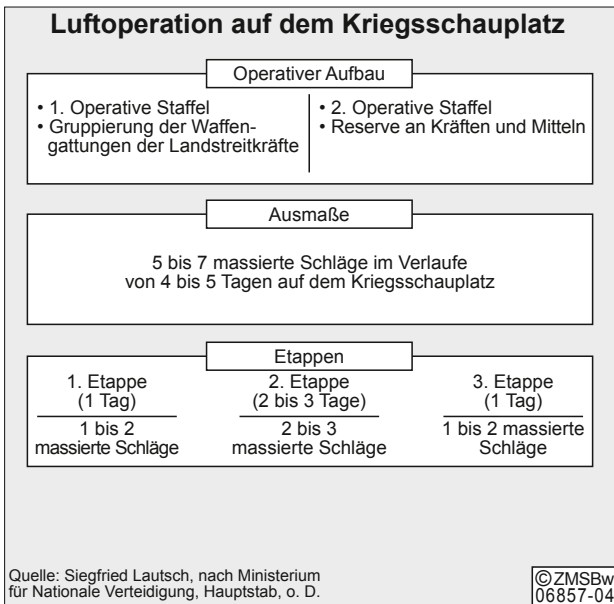 Luftoperation auf dem Kriegsschauplatz
Operativer Aufbau
• 1. Operative Staffel
• Gruppierung der Waffen-
gattungen der Landstreitkräfte
• 2. Operative Staffel
• Reserve an Kräften und Mitteln
Ausmaße
5 bis 7 massierte Schläge im Verlaufe
von 4 bis 5 Tagen auf dem Kriegsschauplatz
Etappen
1. Etappe
(1 Tag)
1 bis 2
massierte Schläge
2. Etappe
(2 bis 3 Tage)
2 bis 3
massierte Schläge
3. Etappe
(1 Tag)
1 bis 2 massierte
Schläge
Quelle: Siegfried Lautsch, nach Ministerium
für Nationale Verteidigung, Hauptstab, o. D.
©ZMSBw
06857-04